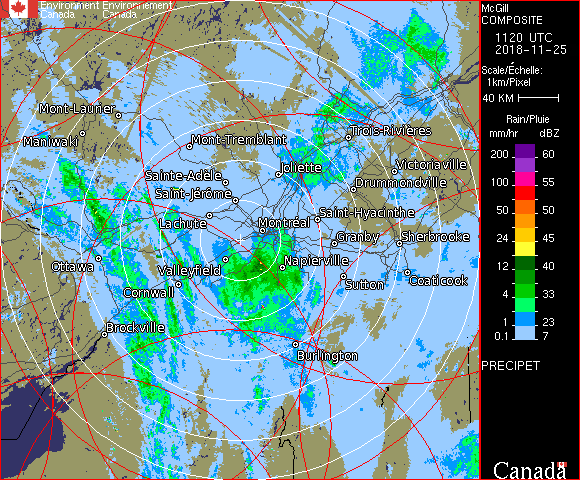 Environment Environnement
Canada Canada
McGill
COMPOSITE
1120 UTC
2018-11-25
Scale/Échelle:
1km/Pixel
40 KM
Rain/Pluie
mm/hr dBZ
200 60
100 55
50 50
24 45
12 40
4 33
1 23
0.1 7
PRECIPET
Canada
Mont-Laurier
Maniwaki
Mont-Tremblant
Trois-Rivières
Sainte-Adèle
Joliette
Victoriaville
Saint-Jérôme
Drummondville
Lachute
Montréal
Saint-Hyacinthe
Granby
Sherbrooke
Ottawa
Valleyfield
Napierville
Cornwall
Sutton
Coaticook
Brockville
Burlington